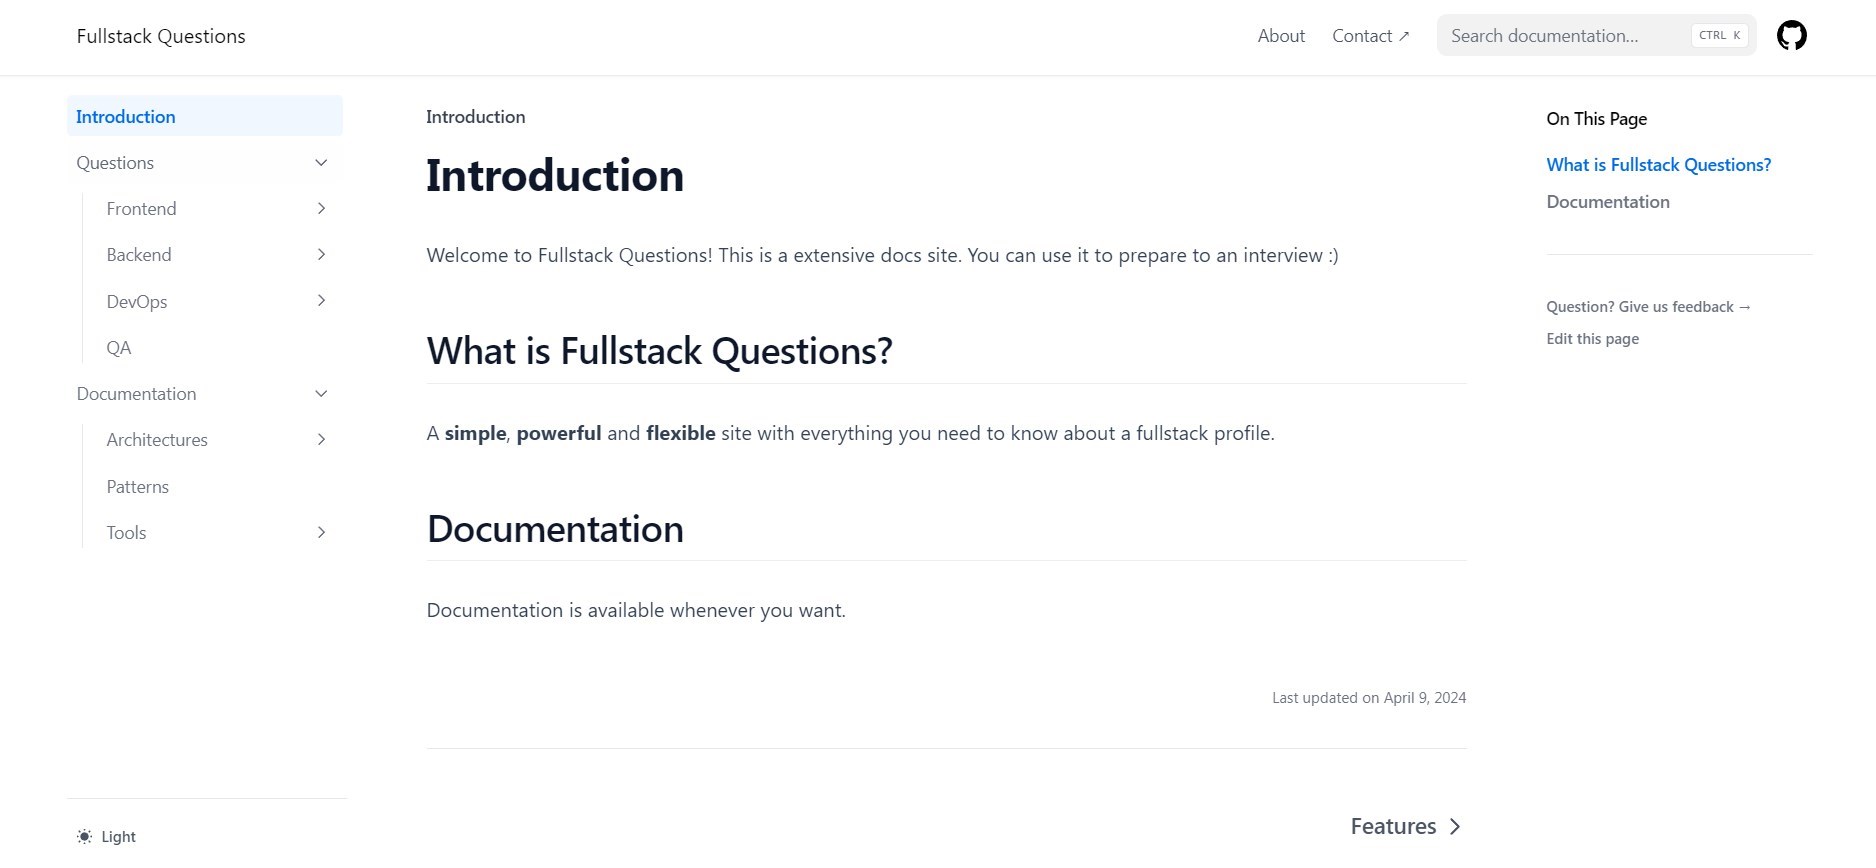 Fullstack Questions
About
Contact ↗
Search documentation…
CTRL K
Introduction
Questions
Frontend
Backend
DevOps
QA
Documentation
Architectures
Patterns
Tools
Light
Introduction
Introduction
Welcome to Fullstack Questions! This is a extensive docs site. You can use it to prepare to an interview :)
What is Fullstack Questions?
A simple, powerful and flexible site with everything you need to know about a fullstack profile.
Documentation
Documentation is available whenever you want.
Last updated on April 9, 2024
Features
On This Page
What is Fullstack Questions?
Documentation
Question? Give us feedback →
Edit this page